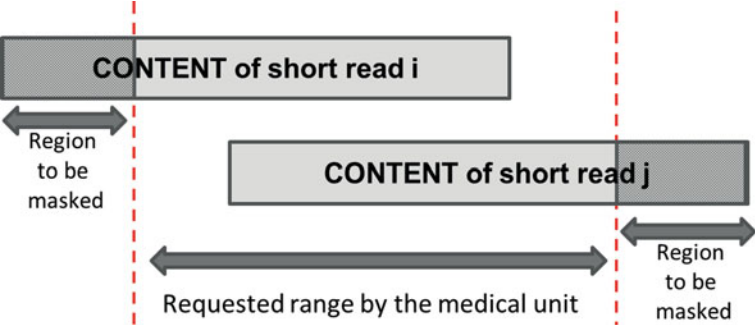 CONTENT of short read i
Region
to be
masked
CONTENT of short read j
Requested range by the medical unit
Region
to be
masked